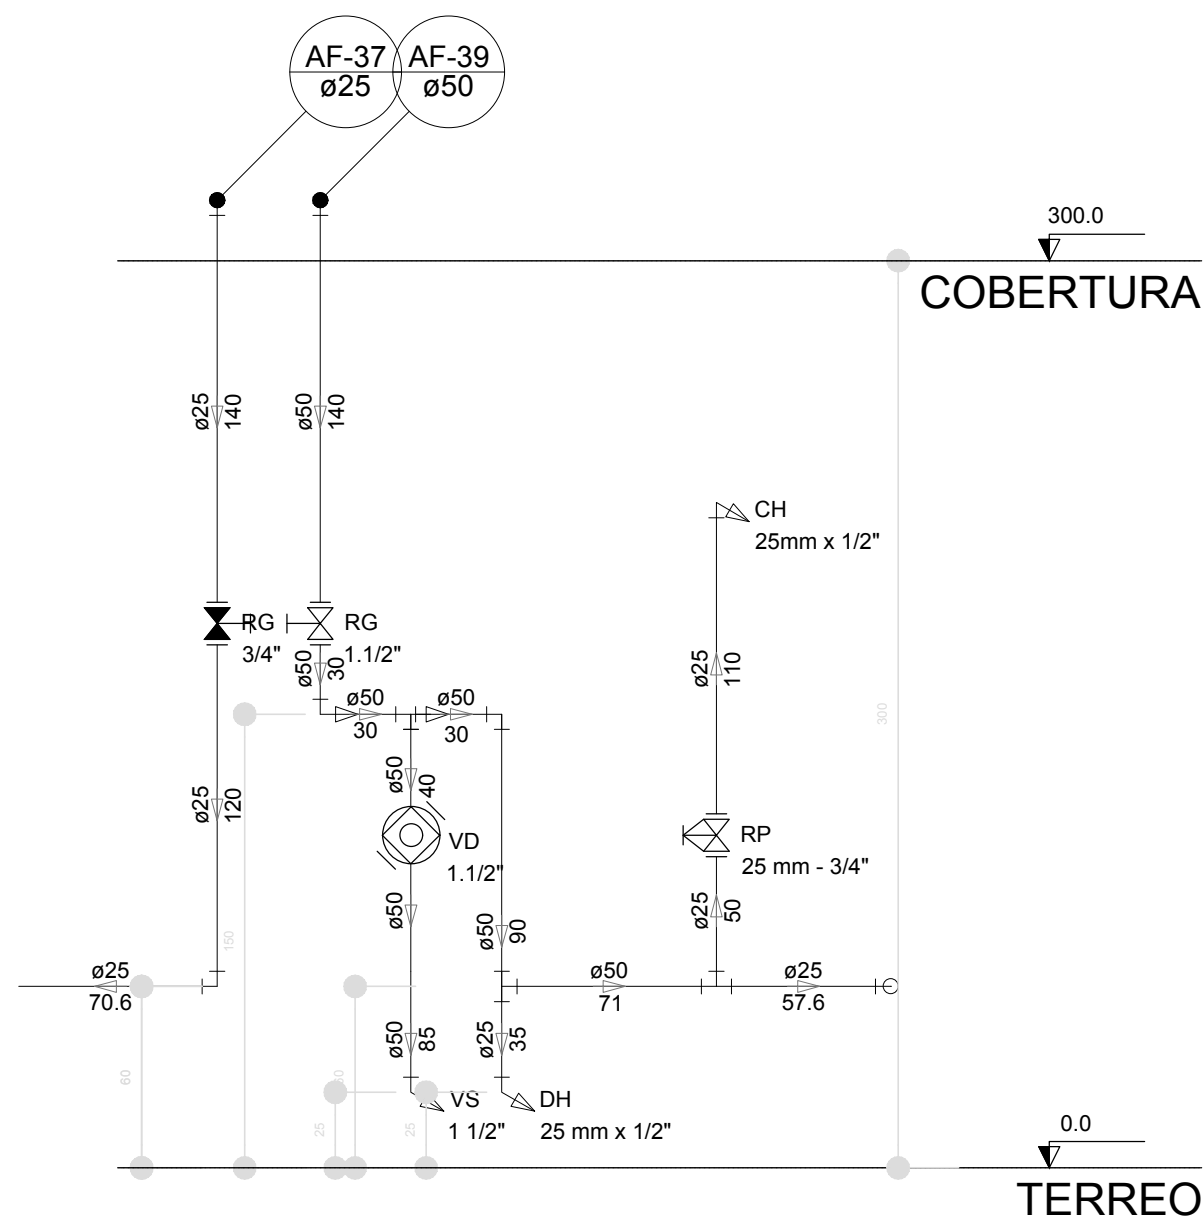 AF-37 AF-39
ø25 ø50
300.0
COBERTURA
ø25 140
ø50 140
CH
25mm x 1/2"
RG
3/4"
RG
1.1/2"
ø50 30
ø25 110
ø50
30
ø50
30
300
ø50 40
ø25 120
VD
1.1/2"
RP
25 mm - 3/4"
ø50
ø50 90
ø25 50
150
ø25
70.6
ø50
71
ø25
57.6
ø50 85
ø25 35
60
25
25
VS
1 1/2"
DH
25 mm x 1/2"
0.0
TERREO